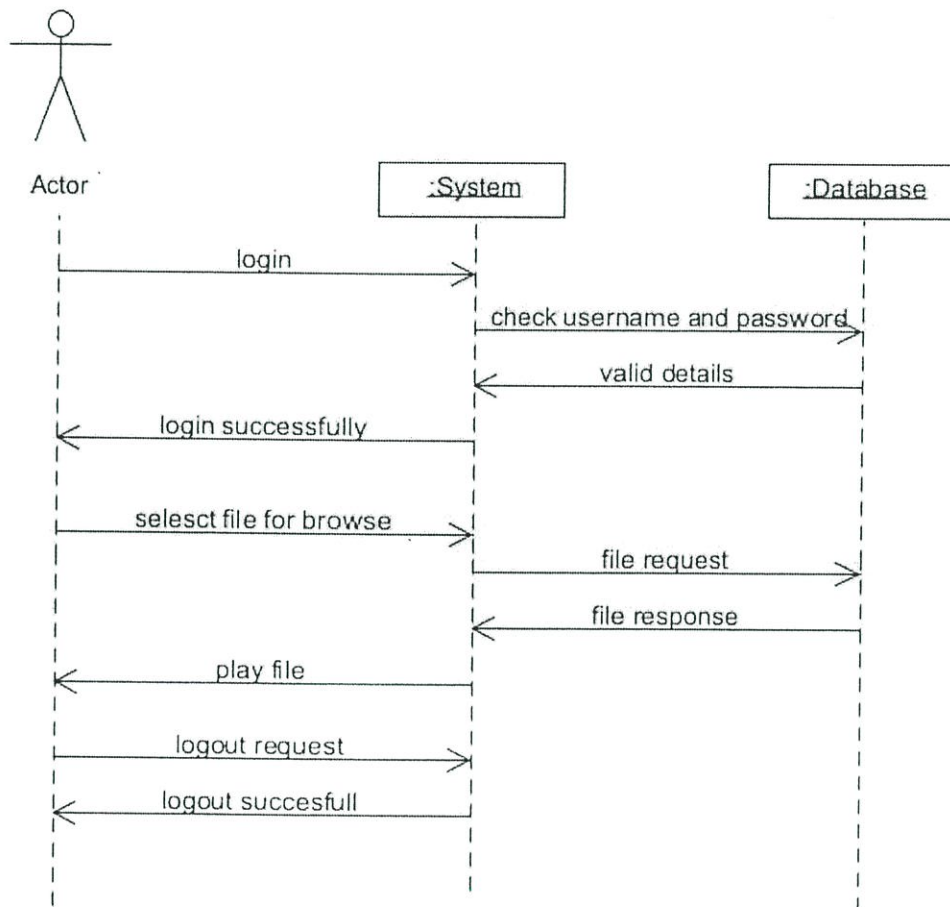 Actor
:System
:Database
login
check username and password
valid details
login successfully
selesct file for browse
file request
file response
play file
logout request
logout succesfull